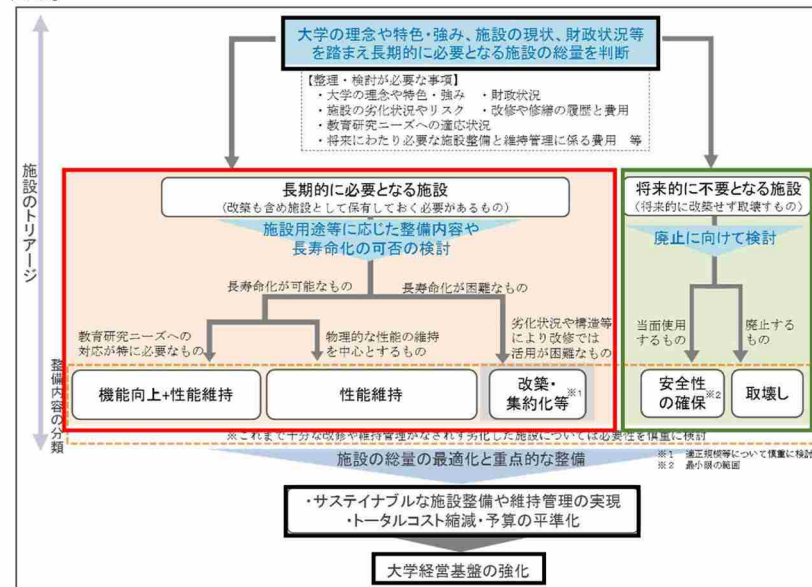 大学の理念や特色・強み、施設の現状、財政状況等
を踏まえ長期的に必要となる施設の総量を判断
【整理・検討が必要な事項】
・大学の理念や特色・強み ・財政状況
・施設の劣化状況やリスク ・改修や修繕の履歴と費用
・教育研究ニーズへの適応状況
・将来にわたり必要な施設整備と維持管理に係る費用 等
施設のトリアージ
長期的に必要となる施設
(改築も含め施設として保有しておく必要があるもの)
施設用途等に応じた整備内容や
長寿命化の可否の検討
将来的に不要となる施設
(将来的に改築せず取壊すもの)
廃止に向けて検討
長寿命化が可能なもの
長寿命化が困難なもの
教育研究ニーズへの
対応が特に必要なもの
物理的な性能の維持
を中心とするもの
劣化状況や構造等
により改修では
活用が困難なもの
当面使用
するもの
廃止する
もの
整備内容の分類
機能向上+性能維持
性能維持
改築・
集約化等※1
安全性
の確保※2
取壊し
※これまで十分な改修や維持管理がなされず劣化した施設については必要性を慎重に検討
施設の総量の最適化と重点的な整備
※1 適正規模等について慎重に検討
※2 最小限の範囲
・サステイナブルな施設整備や維持管理の実現
・トータルコスト縮減・予算の平準化
大学経営基盤の強化